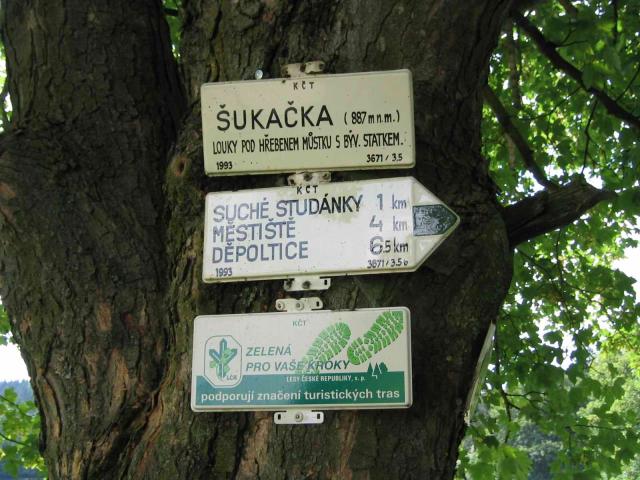 KČT
ŠUKAČKA (887 m n.m.)
LOUKY POD HŘEBENEM MŮSTKU S BÝV. STATKEM.
1993 3671/3,5
KČT
SUCHÉ STUDÁNKY 1 km
MĚSTIŠTĚ 4 km
DĚPOLTICE 6,5 km
1993 3671/3,5 b
KČT
ZELENÁ
PRO VAŠE KROKY
LČR
LESY ČESKÉ REPUBLIKY, s. p.
podporují značení turistických tras